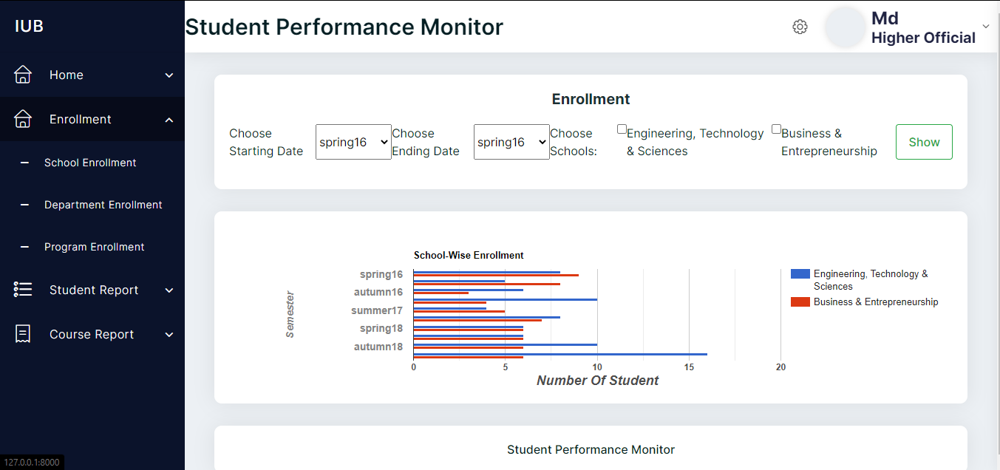 IUB
Student Performance Monitor
Md
Higher Official
Home
Enrollment
School Enrollment
Department Enrollment
Program Enrollment
Student Report
Course Report
Enrollment
Choose
Starting Date
spring16
Choose
Ending Date
spring16
Choose
Schools:
Engineering, Technology
& Sciences
Business &
Entrepreneurship
Show
School-Wise Enrollment
Semester
spring16
autumn16
summer17
spring18
autumn18
0 5 10 15 20
Number Of Student
Engineering, Technology &
Sciences
Business & Entrepreneurship
Student Performance Monitor
127.0.0.1:8000